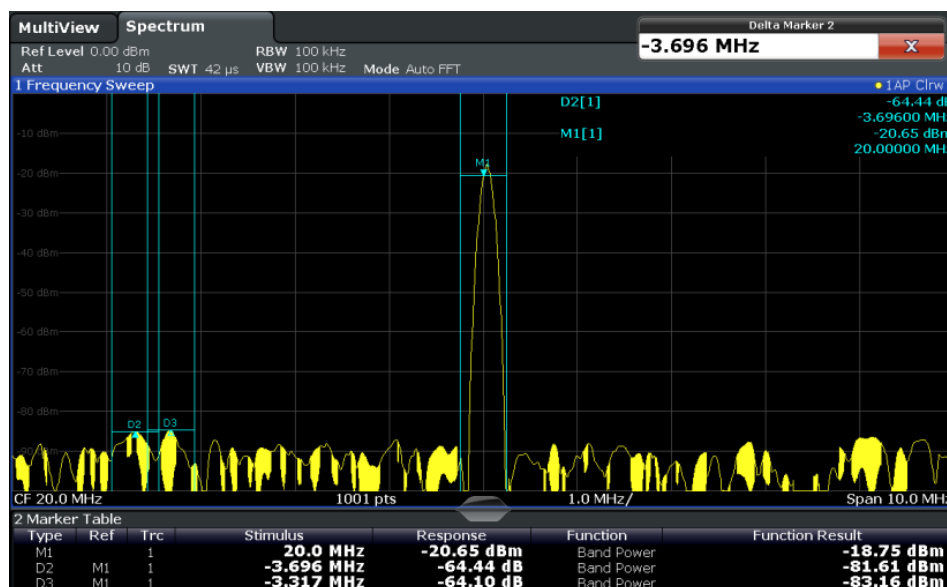 MultiView Spectrum
Delta Marker 2
-3.696 MHz X
Ref Level 0.00 dBm RBW 100 kHz
Att 10 dB SWT 42 µs VBW 100 kHz Mode Auto FFT
1 Frequency Sweep 1AP Clrw
D2[1] -64.44 d
-3.69600 MH
-10 dBm M1[1] -20.65 dBm
20.00000 MH
M1
-20 dBm
-30 dBm
-40 dBm
-50 dBm
-60 dBm
-70 dBm
-80 dBm
D2 D3
CF 20.0 MHz 1001 pts 1.0 MHz/ Span 10.0 MHz
2 Marker Table
Type Ref Trc Stimulus Response Function Function Result
M1 1 20.0 MHz -20.65 dBm Band Power -18.75 dBm
D2 M1 1 -3.696 MHz -64.44 dB Band Power -81.61 dBm
D3 M1 1 -3.317 MHz -64.10 dB Band Power -83.16 dBm